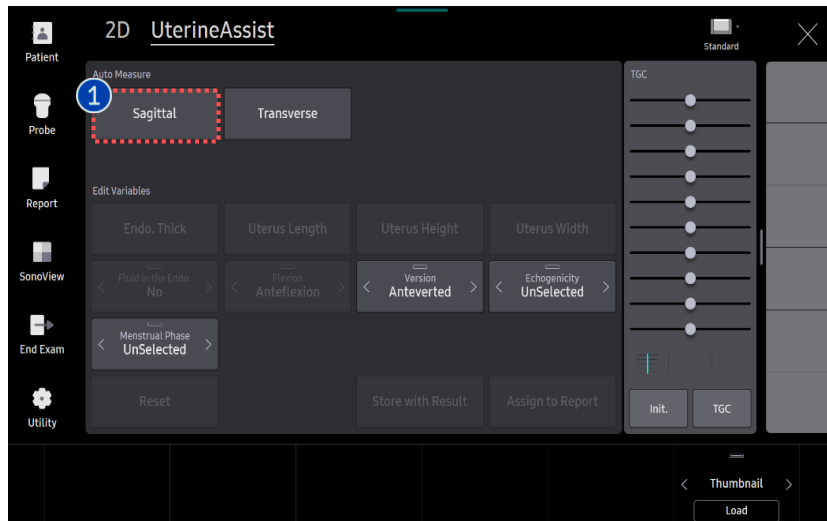 2D UterineAssist
Standard
Patient
Probe
Report
SonoView
End Exam
Utility
Auto Measure
1
Sagittal
Transverse
Edit Variables
Endo. Thick
Uterus Length
Uterus Height
Uterus Width
Fluid in the Endo.
No
Flexion
Anteflexion
Version
Anteverted
Echogenicity
UnSelected
Menstrual Phase
UnSelected
Reset
Store with Result
Assign to Report
TGC
Init.
TGC
Thumbnail
Load